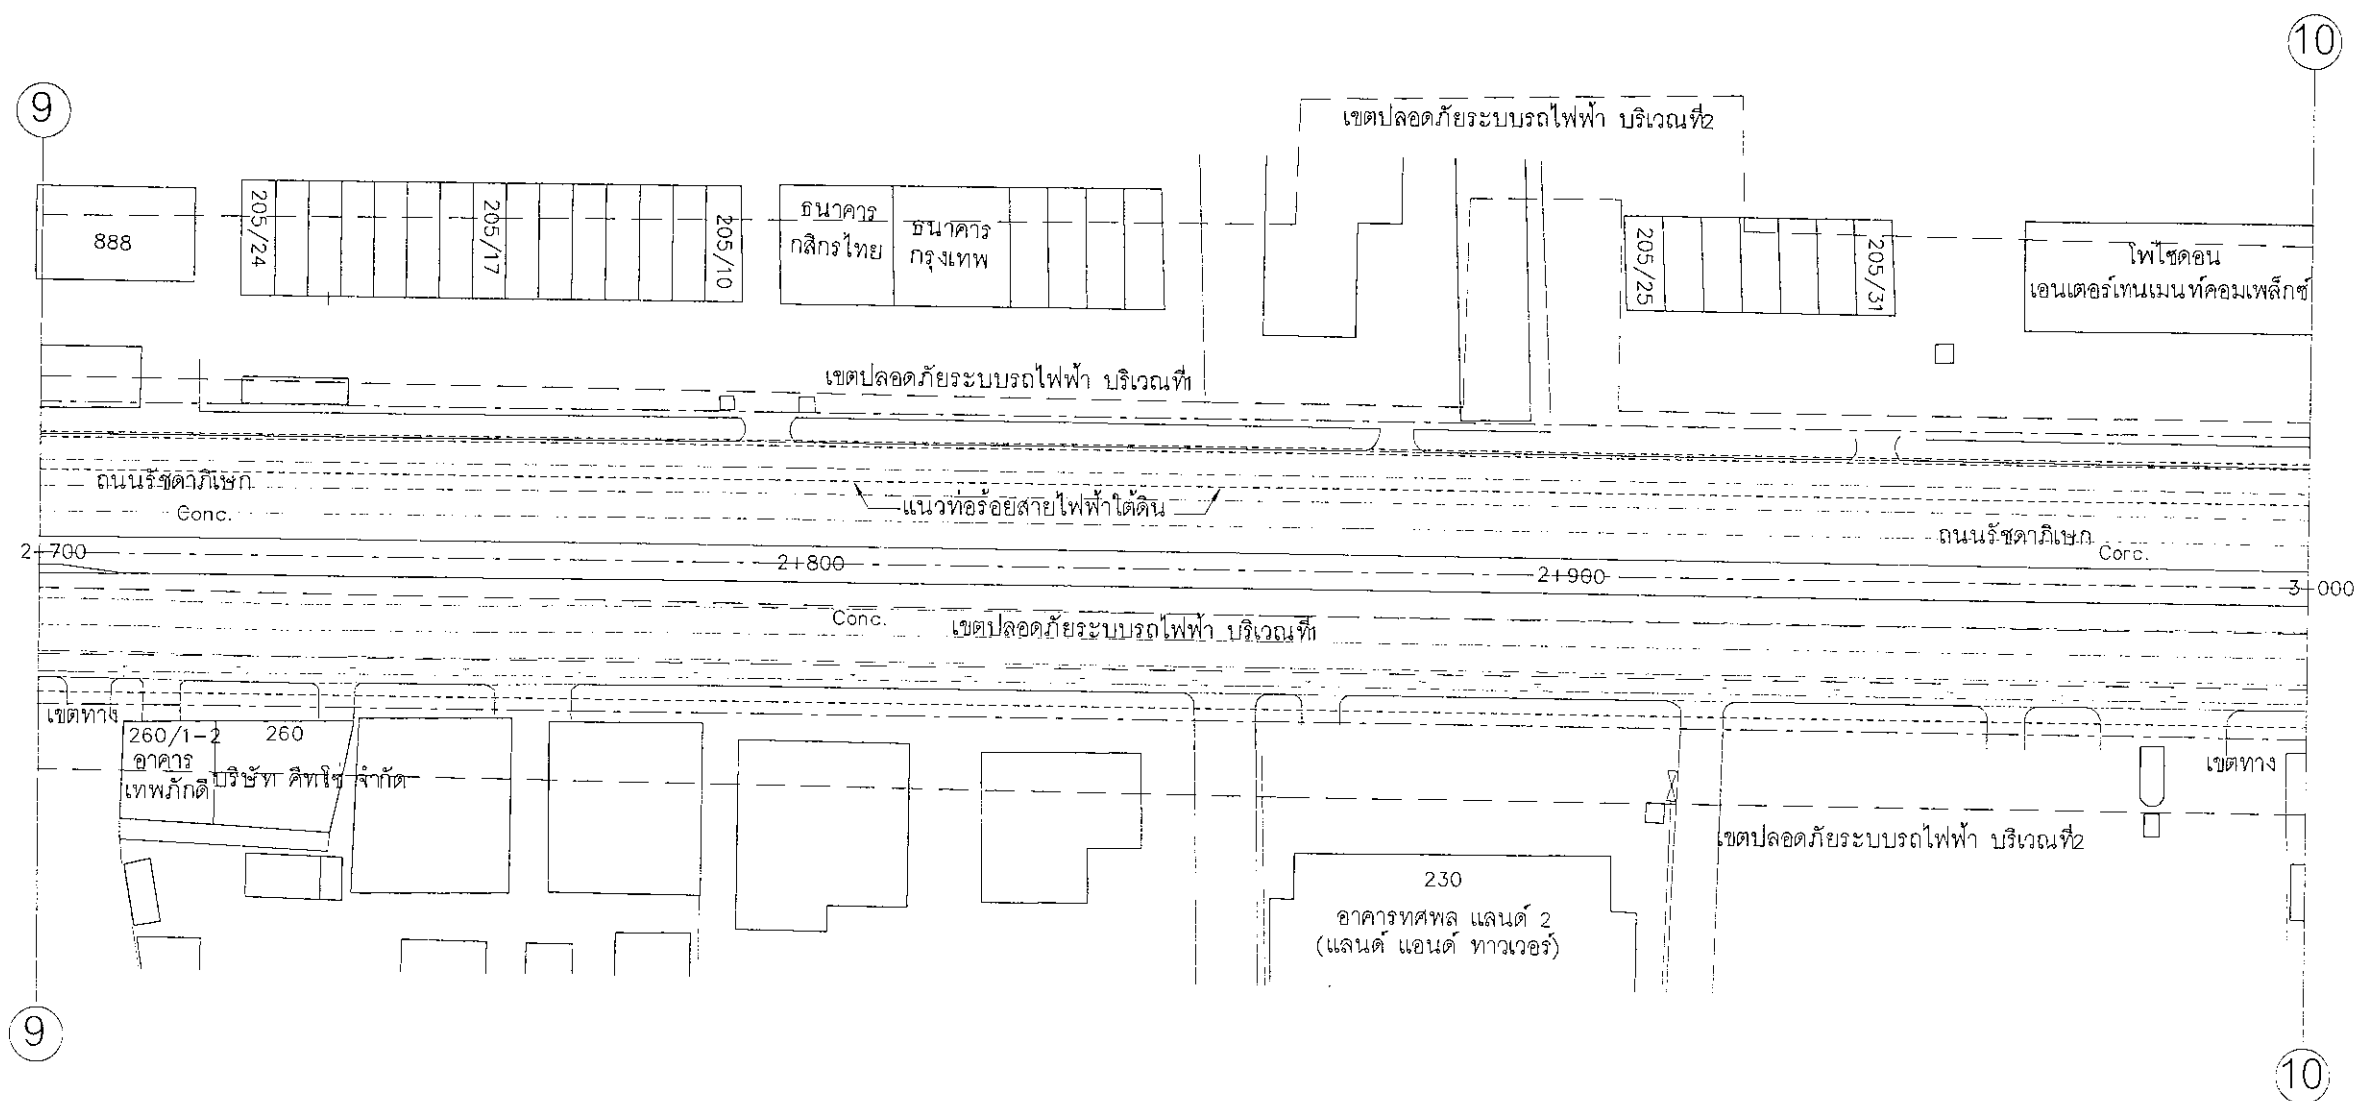 10
9
เขตปลอดภัยระบบรถไฟฟ้า บริเวณที่2
888
205/24
205/17
205/10
ธนาคาร
กสิกรไทย
ธนาคาร
กรุงเทพ
205/25
205/31
โพไซดอน
เอนเตอร์เทนเมนท์คอมเพล็กซ์
เขตปลอดภัยระบบรถไฟฟ้า บริเวณที่1
ถนนรัชดาภิเษก
Conc.
แนวท่อร้อยสายไฟฟ้าใต้ดิน
ถนนรัชดาภิเษก
Conc.
2+700
2+800
2+900
3+000
Conc.
เขตปลอดภัยระบบรถไฟฟ้า บริเวณที่1
เขตทาง
260/1-2
อาคาร
เทพภักดี
260
บริษัท คิทโช่ จำกัด
เขตทาง
เขตปลอดภัยระบบรถไฟฟ้า บริเวณที่2
230
อาคารทศพล แลนด์ 2
(แลนด์ แอนด์ ทาวเวอร์)
9
10